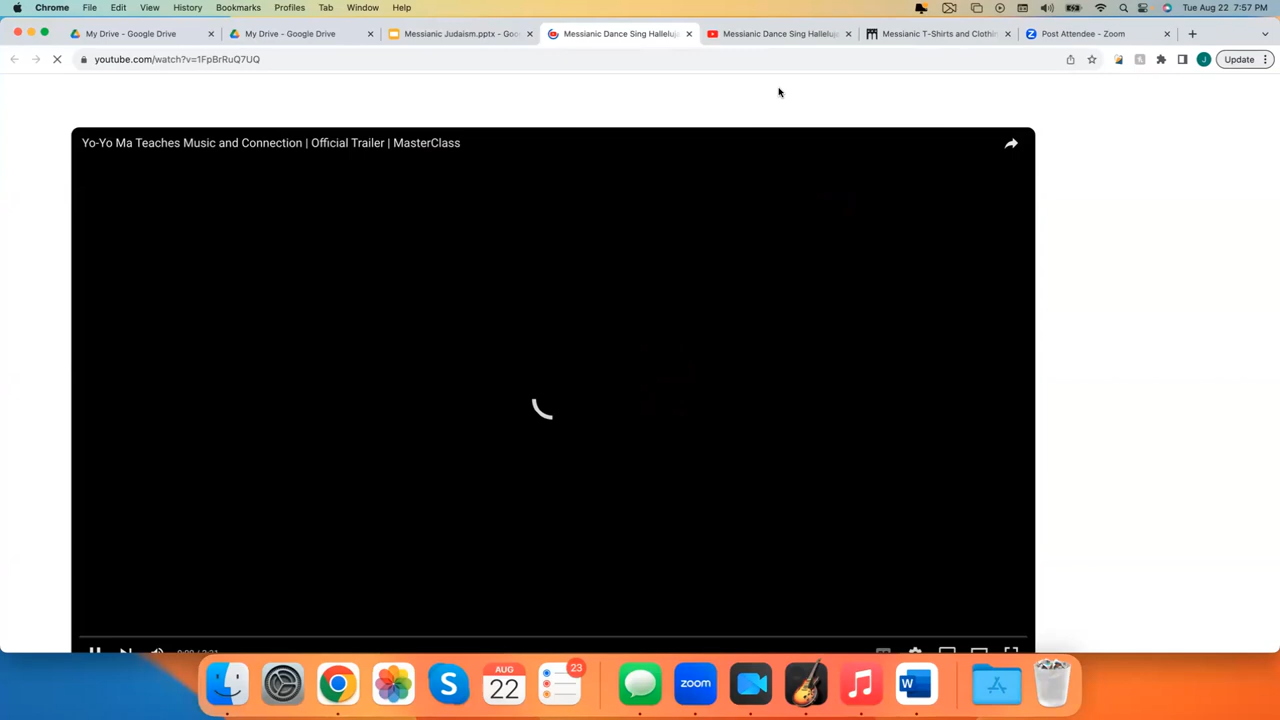 Chrome File Edit View History Bookmarks Profiles Tab Window Help Tue Aug 22 7:57 PM
My Drive - Google Drive My Drive - Google Drive Messianic Judaism.pptx - Goo Messianic Dance Sing Halleluja Messianic Dance Sing Halleluja Messianic T-Shirts and Clothin Post Attendee - Zoom
youtube.com/watch?v=1FpBrRuQ7UQ J Update
Yo-Yo Ma Teaches Music and Connection | Official Trailer | MasterClass
23
AUG
22
S
zoom
W